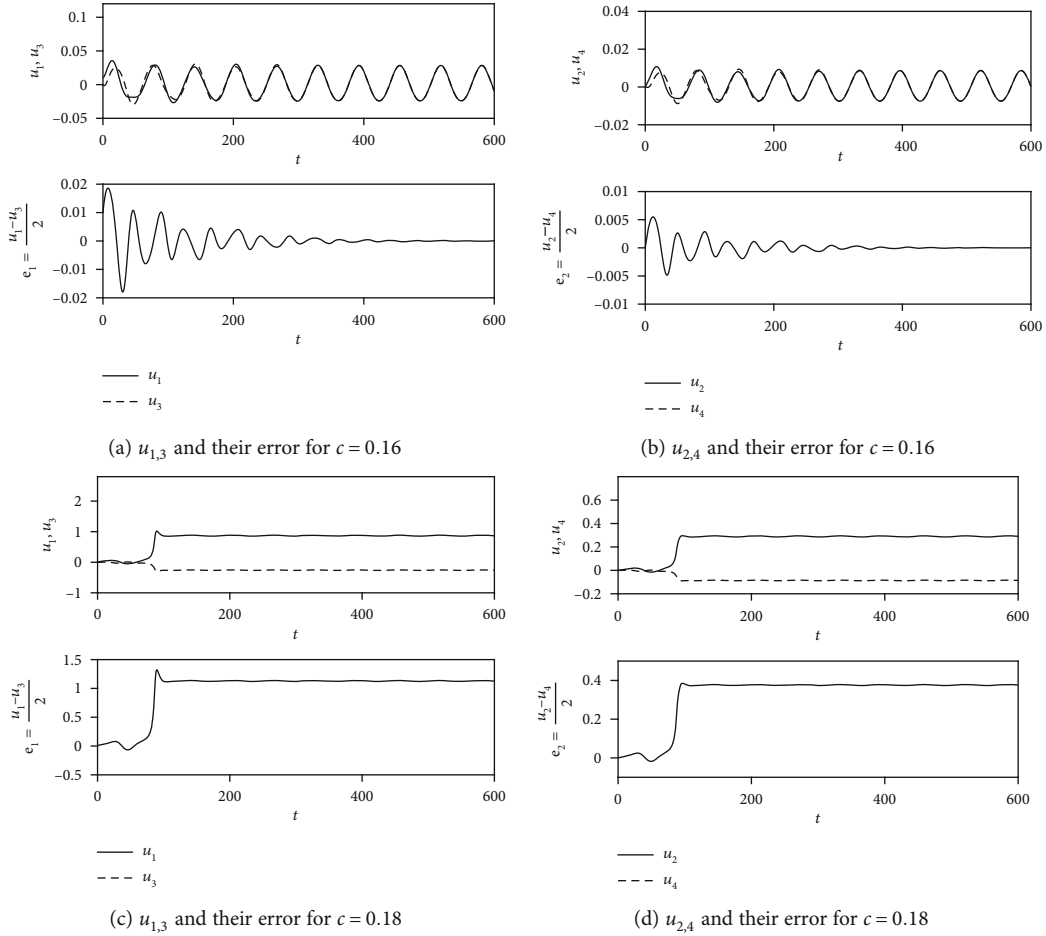 u1, u3
0.1
0.05
0
–0.05
0 200 400 600
t
e1 = u1–u3
2
0.02
0.01
0
–0.01
–0.02
0 200 400 600
t
u1
u3
(a) u1,3 and their error for c = 0.16
u2, u4
0.04
0.02
0
–0.02
0 200 400 600
t
e2 = u2–u4
2
0.01
0.005
0
–0.005
–0.01
0 200 400 600
t
u2
u4
(b) u2,4 and their error for c = 0.16
u1, u3
2
1
0
–1
0 200 400 600
t
e1 = u1–u3
2
1.5
1
0.5
0
–0.5
0 200 400 600
t
u1
u3
(c) u1,3 and their error for c = 0.18
u2, u4
0.6
0.4
0.2
0
–0.2
0 200 400 600
t
e2 = u2–u4
2
0.4
0.2
0
0 200 400 600
t
u2
u4
(d) u2,4 and their error for c = 0.18